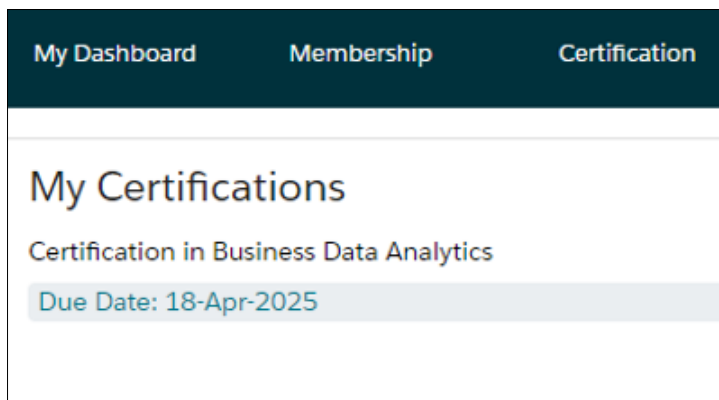 My Dashboard Membership Certification
My Certifications
Certification in Business Data Analytics
Due Date: 18-Apr-2025